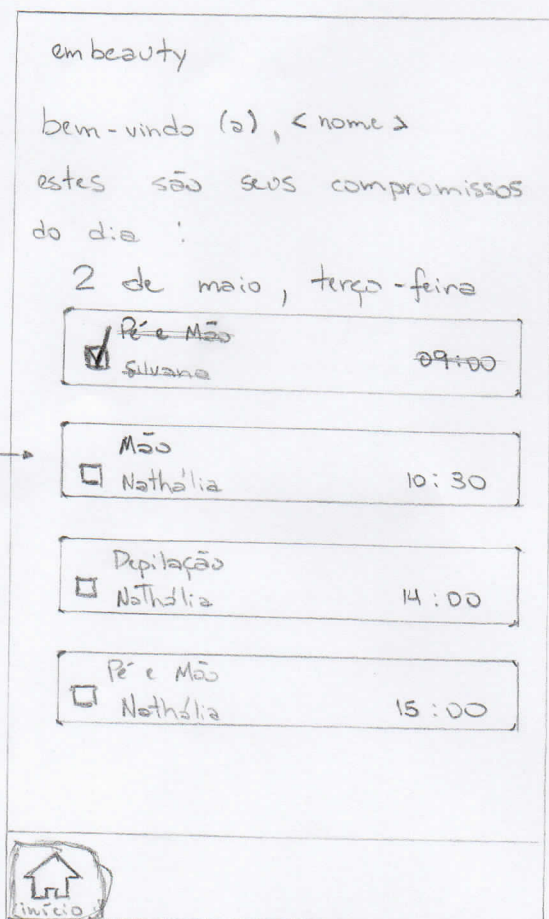 embeauty
bem-vindo (a), <nome>
estes são seus compromissos
do dia :
2 de maio, terça-feira
Pé e Mão
Silvana 09:00
Mão
Nathália 10:30
Depilação
Nathália 14:00
Pé e Mão
Nathália 15:00
início